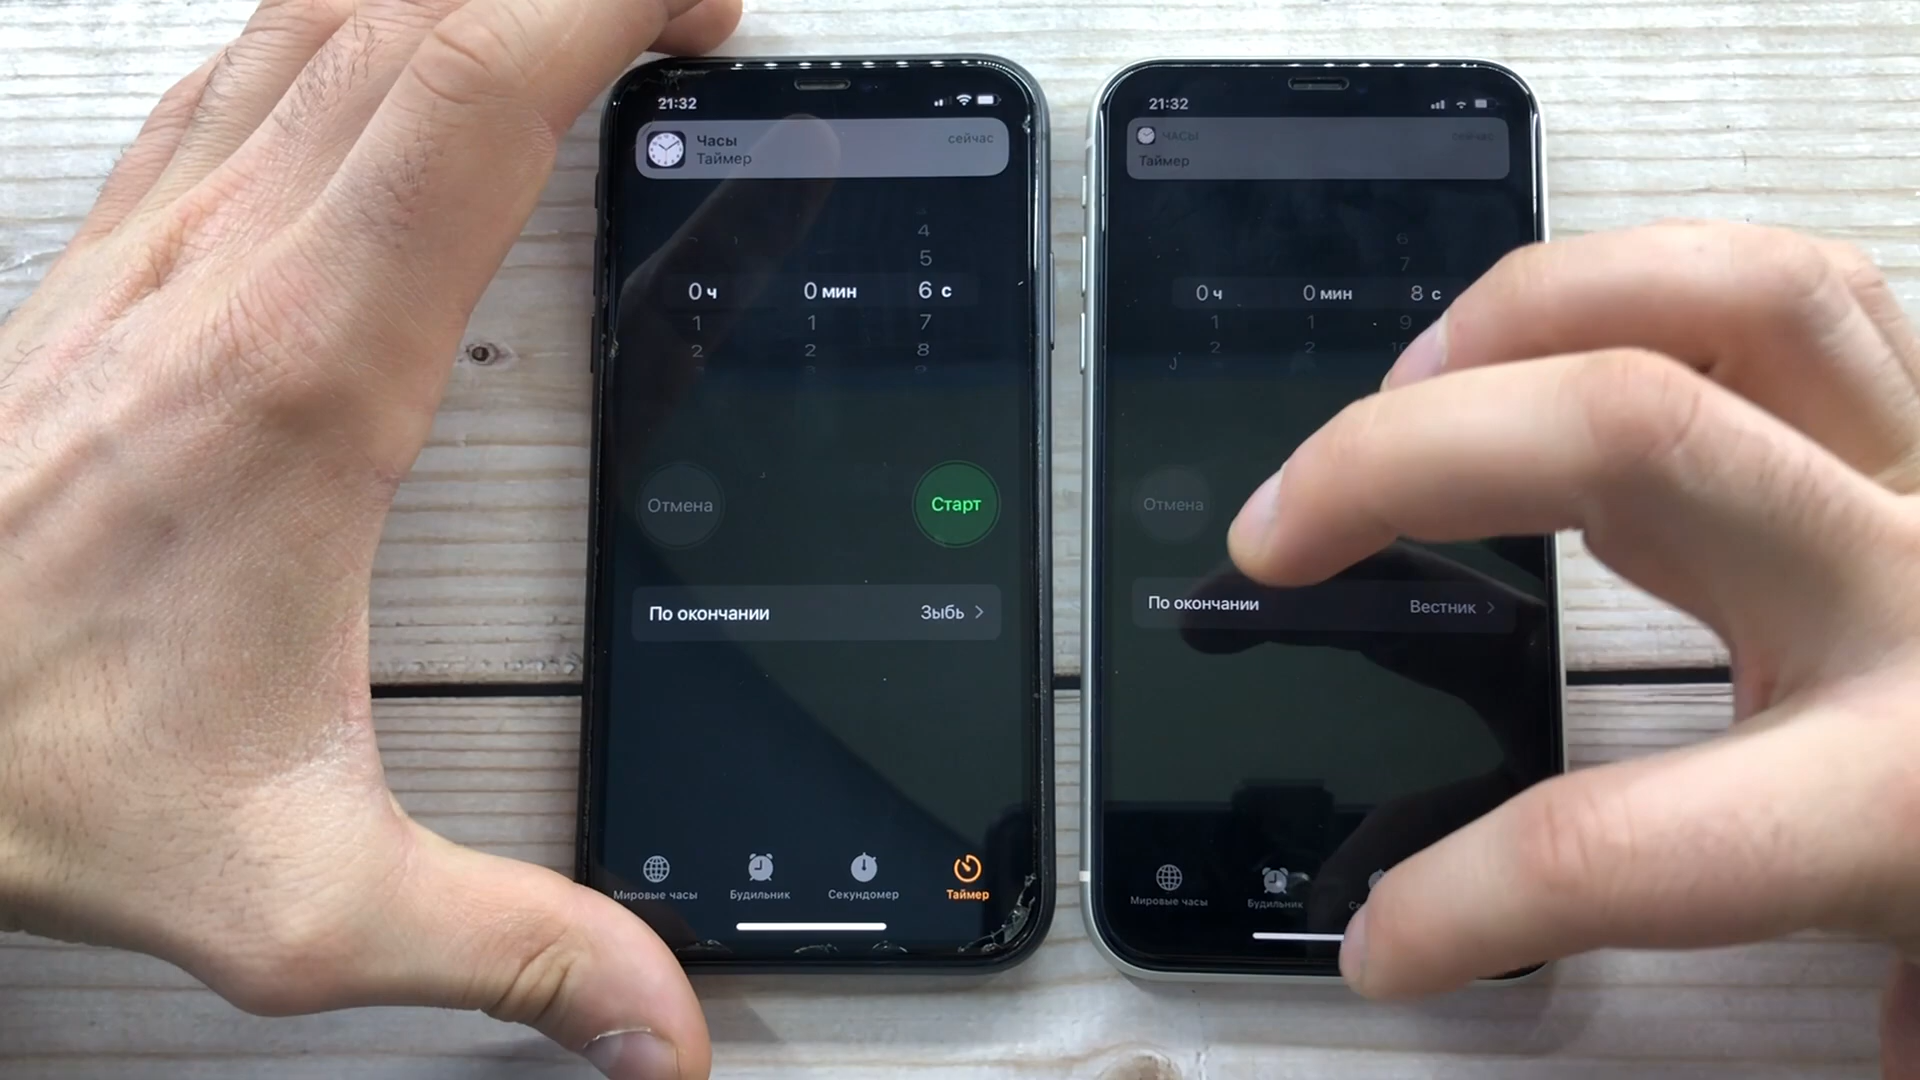 21:32
Часы
сейчас
Таймер
4
5
0 ч
0 мин
6 с
1
1
7
2
2
8
Отмена
Старт
По окончании
Зыбь
Мировые часы
Будильник
Секундомер
Таймер
21:32
ЧАСЫ
сейчас
Таймер
6
7
0 ч
0 мин
8 с
1
1
9
2
2
Отмена
По окончании
Вестник
Мировые часы
Будильник